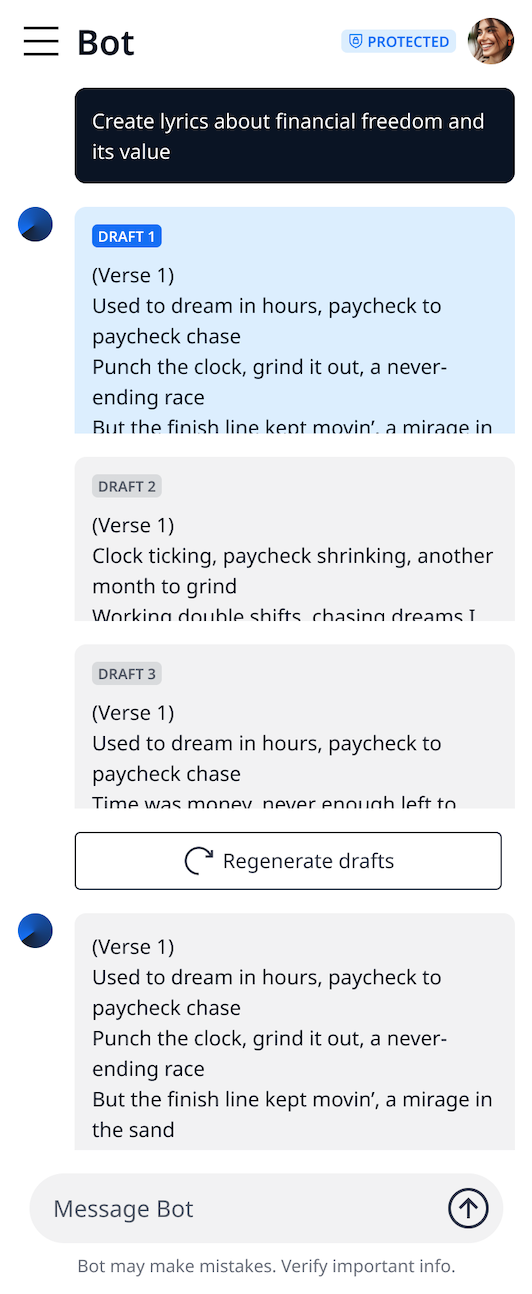 Bot
PROTECTED
Create lyrics about financial freedom and
its value
DRAFT 1
(Verse 1)
Used to dream in hours, paycheck to
paycheck chase
Punch the clock, grind it out, a never-
ending race
But the finish line kept movin’, a mirage in
DRAFT 2
(Verse 1)
Clock ticking, paycheck shrinking, another
month to grind
Working double shifts, chasing dreams I
DRAFT 3
(Verse 1)
Used to dream in hours, paycheck to
paycheck chase
Time was money, never enough left to
Regenerate drafts
(Verse 1)
Used to dream in hours, paycheck to
paycheck chase
Punch the clock, grind it out, a never-
ending race
But the finish line kept movin’, a mirage in
the sand
Message Bot
Bot may make mistakes. Verify important info.